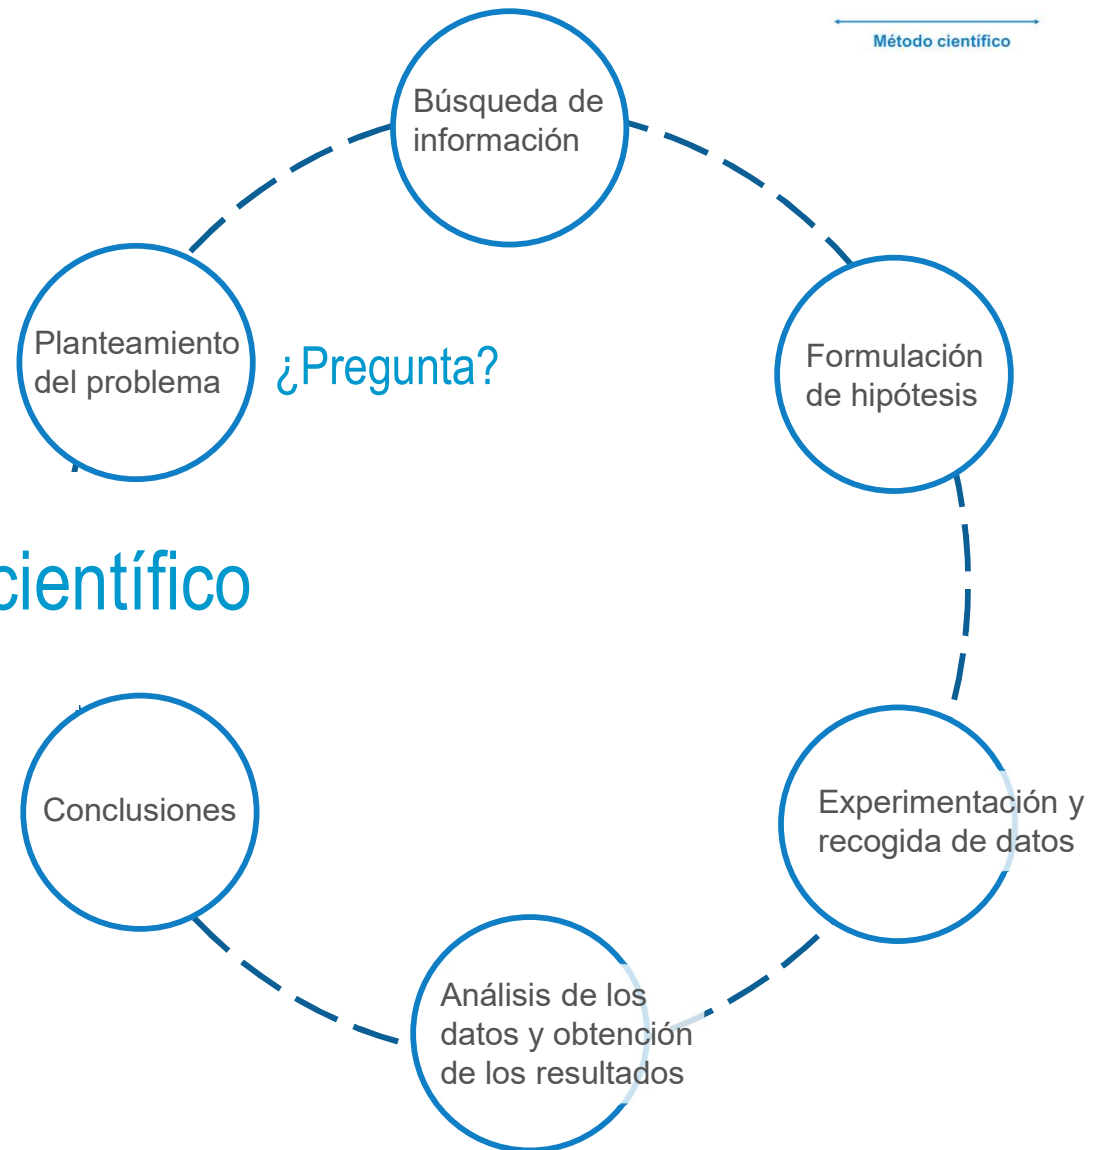 Método científico
Búsqueda de
información
Planteamiento
del problema
¿Pregunta?
Formulación
de hipótesis
científico
Conclusiones
Experimentación y
recogida de datos
Análisis de los
datos y obtención
de los resultados